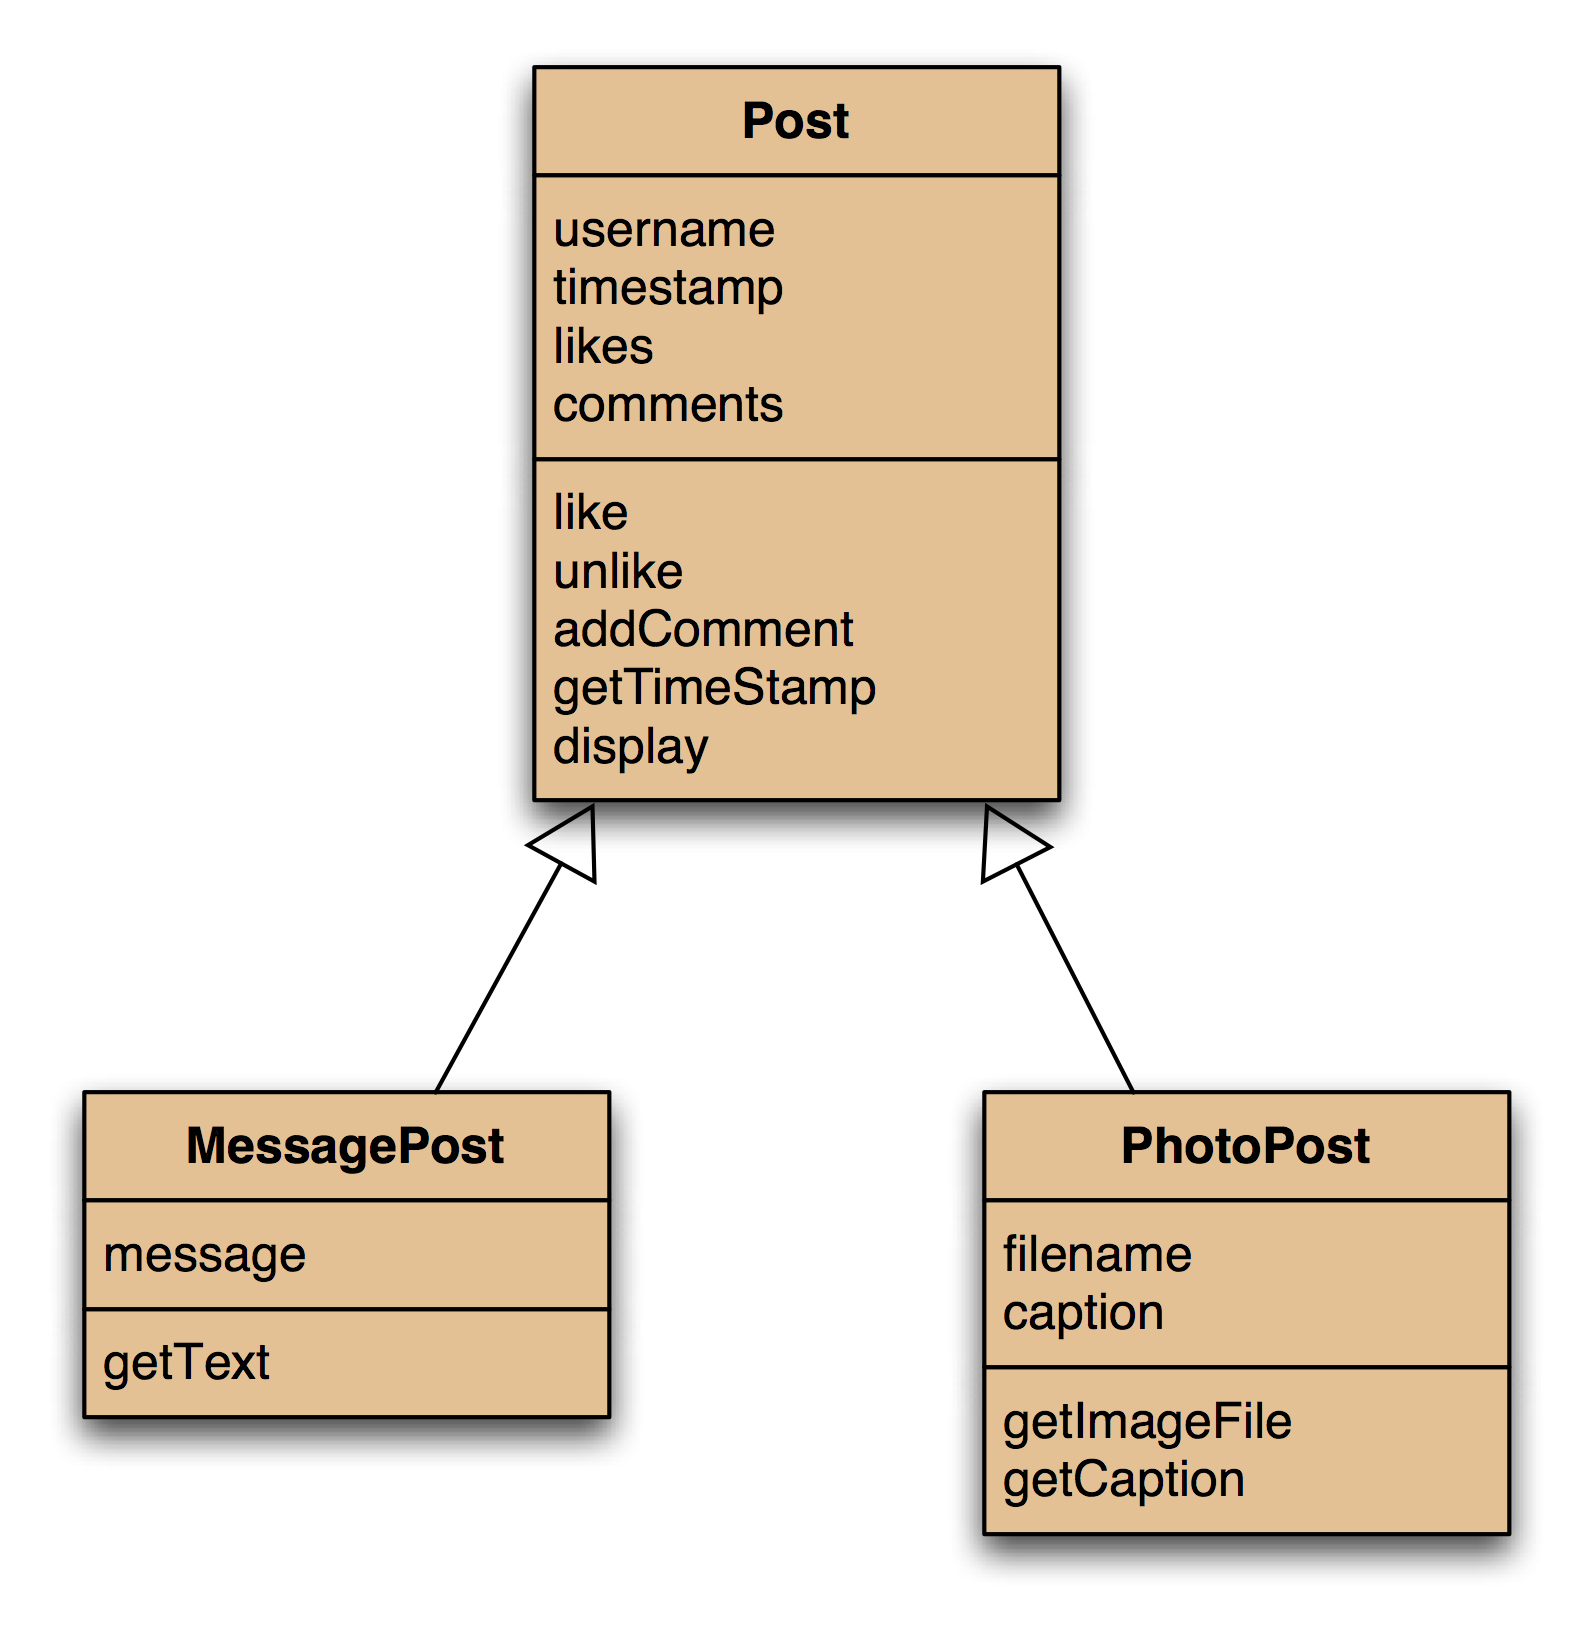 Post
username
timestamp
likes
comments
like
unlike
addComment
getTimeStamp
display
MessagePost
message
getText
PhotoPost
filename
caption
getImageFile
getCaption